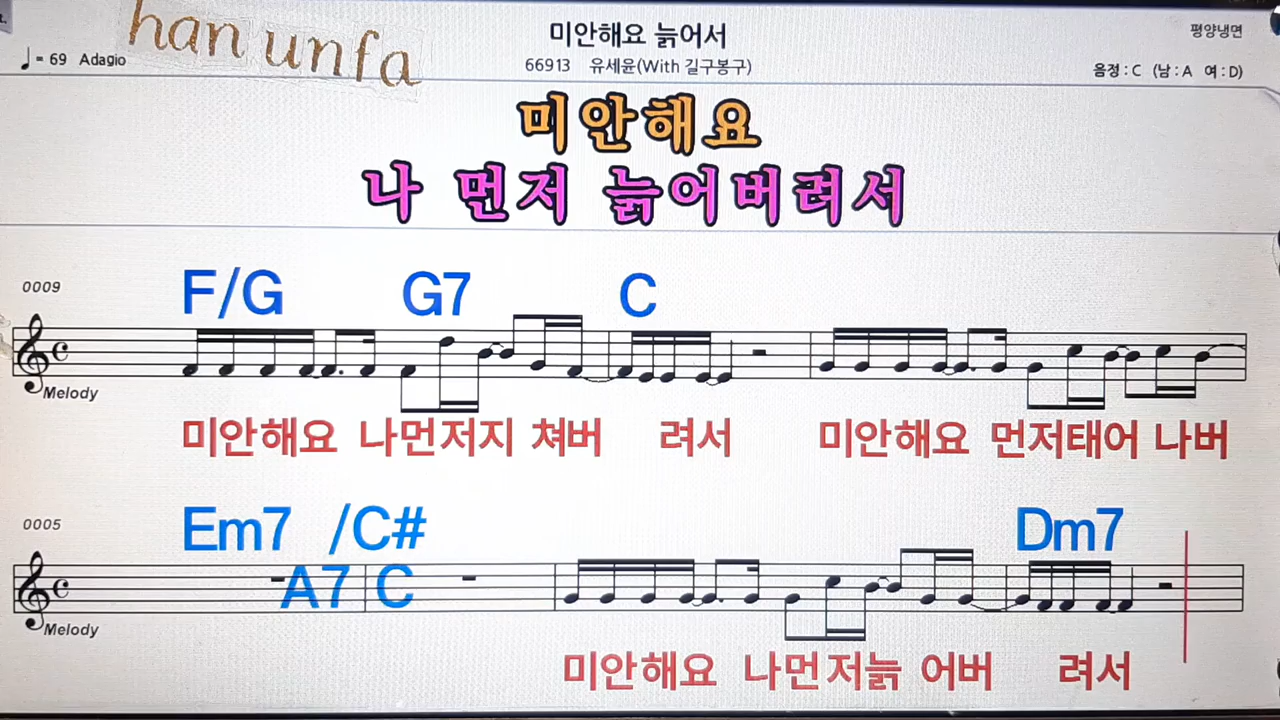 han unfa
미안해요 늙어서
평양냉면
♩= 69 Adagio
66913 유세윤(With 길구봉구)
음정 : C (남 : A 여 : D)
미안해요
나 먼저 늙어버려서
0009
F/G G7 C
Melody
미안해요 나먼저지 쳐버 려서 미안해요 먼저태어 나버
0005
Em7 /C# Dm7
A7 C
Melody
미안해요 나먼저늙 어버 려서